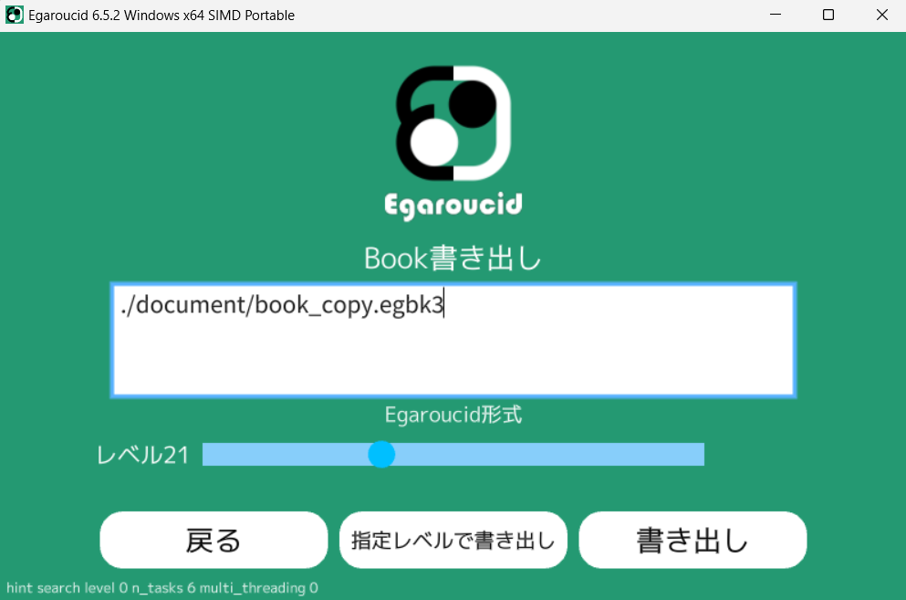 Egaroucid 6.5.2 Windows x64 SIMD Portable
Egaroucid
Book書き出し
./document/book_copy.egbk3
Egaroucid形式
レベル21
戻る
指定レベルで書き出し
書き出し
hint search level 0 n_tasks 6 multi_threading 0